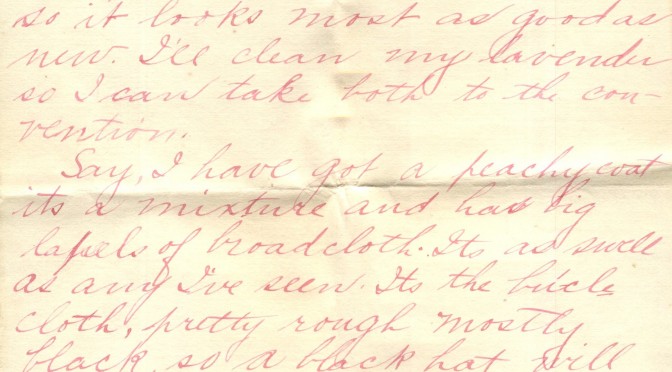 so it looks most as good as
new. I'll clean my lavender
so I can take both to the con-
vention.
Say, I have got a peachy coat
its a mixture and has big
lapels of broadcloth. Its as swell
as any I've seen. Its the
cloth, pretty rough mostly
black, so a black hat will